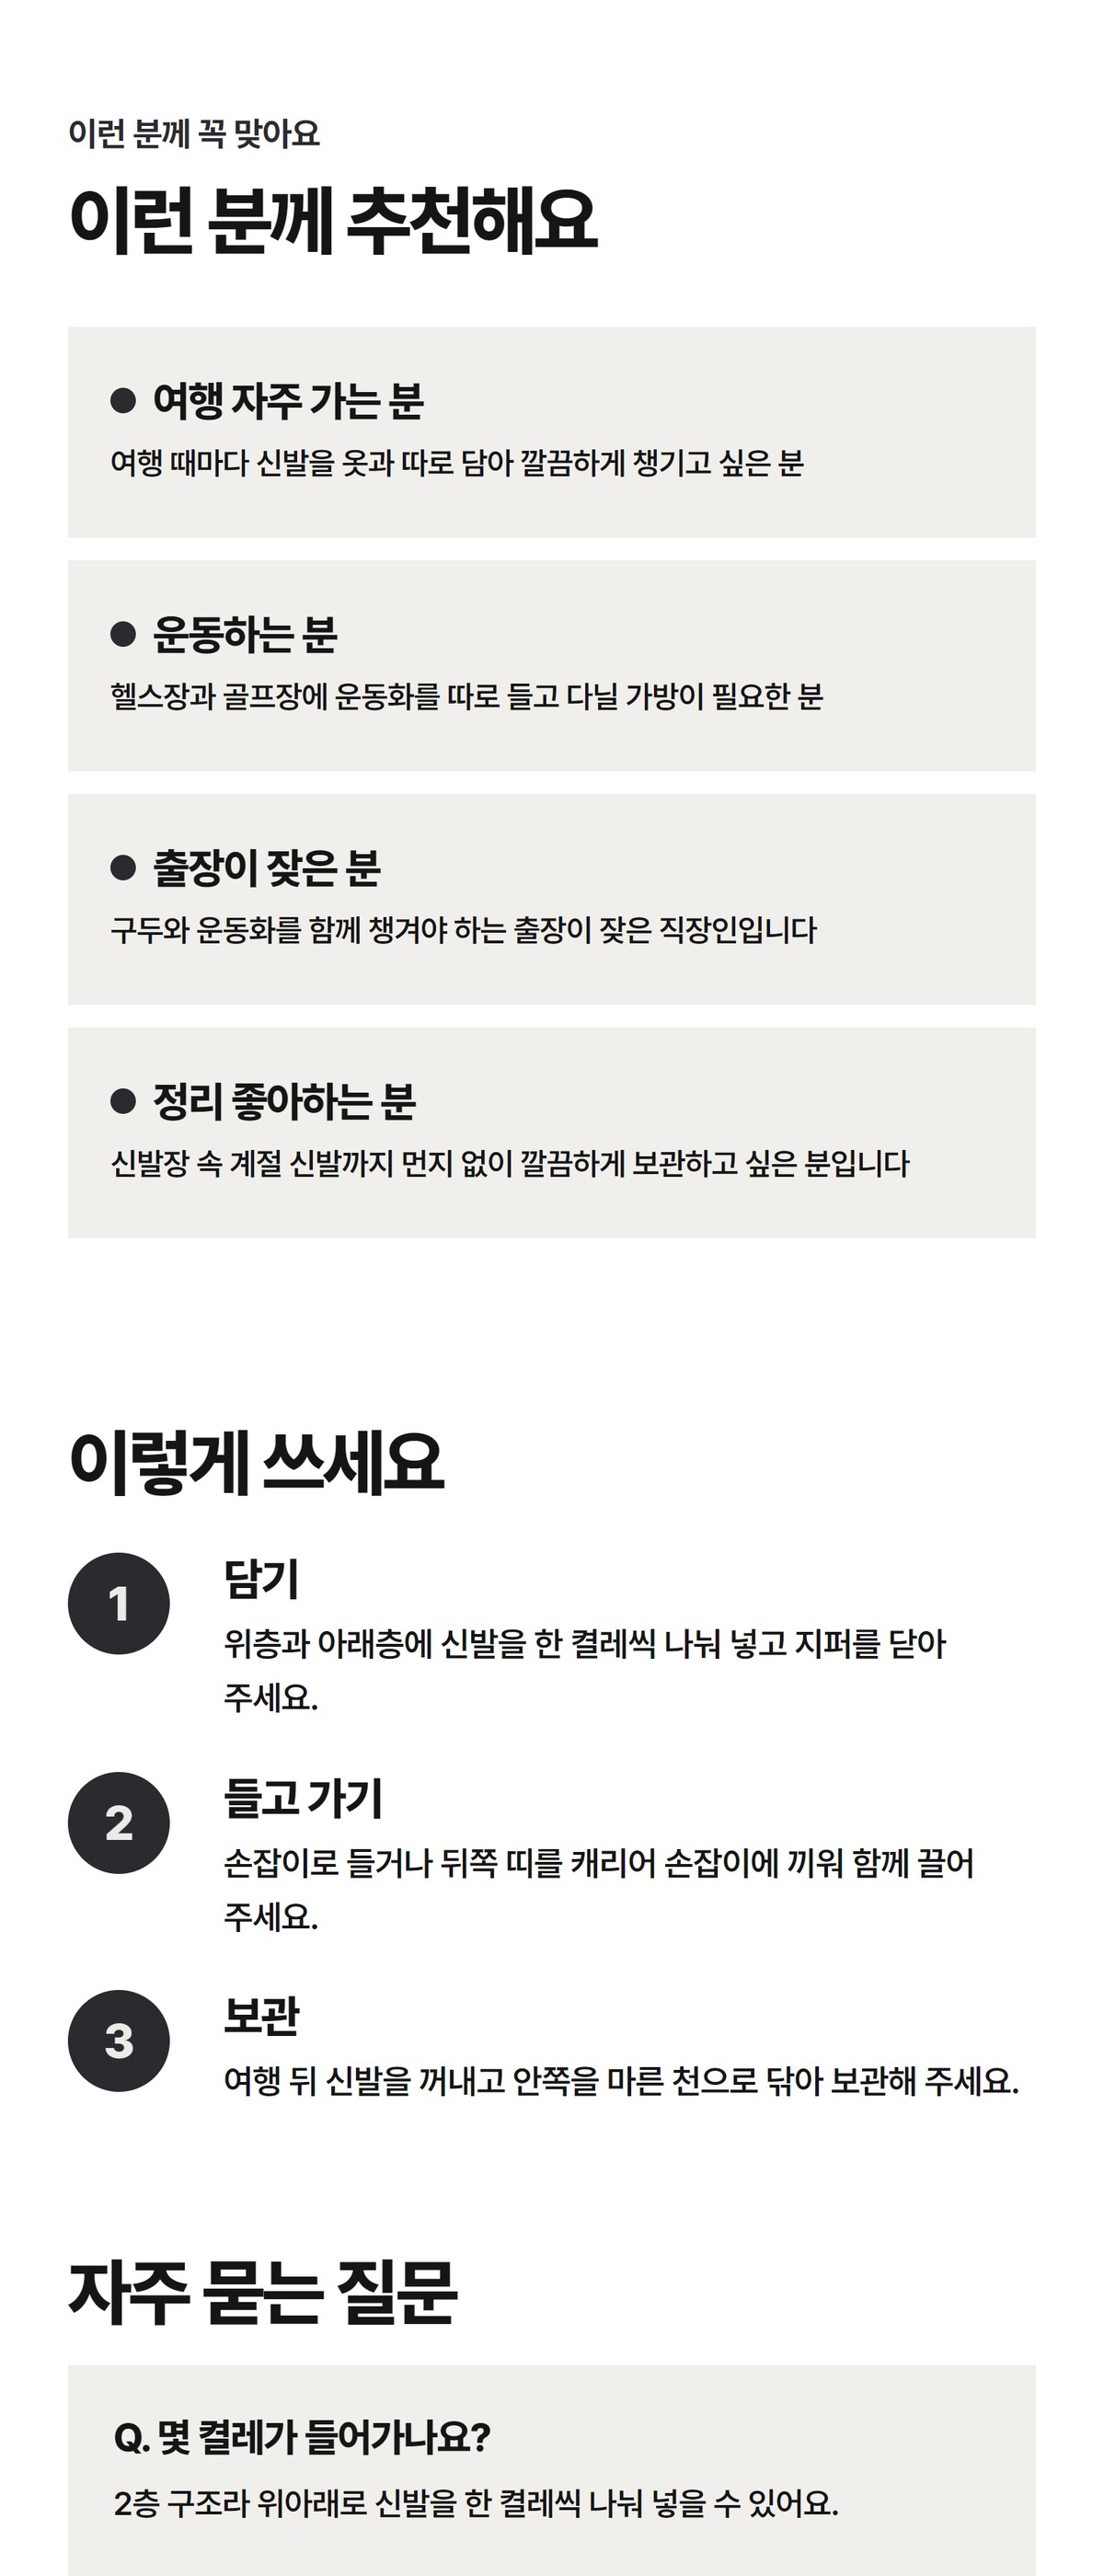 이런 분께 꼭 맞아요
이런 분께 추천해요
여행 자주 가는 분
여행 때마다 신발을 옷과 따로 담아 깔끔하게 챙기고 싶은 분
운동하는 분
헬스장과 골프장에 운동화를 따로 들고 다닐 가방이 필요한 분
출장이 잦은 분
구두와 운동화를 함께 챙겨야 하는 출장이 잦은 직장인입니다
정리 좋아하는 분
신발장 속 계절 신발까지 먼지 없이 깔끔하게 보관하고 싶은 분입니다
이렇게 쓰세요
1
담기
위층과 아래층에 신발을 한 켤레씩 나눠 넣고 지퍼를 닫아
주세요.
2
들고 가기
손잡이로 들거나 뒤쪽 띠를 캐리어 손잡이에 끼워 함께 끌어
주세요.
3
보관
여행 뒤 신발을 꺼내고 안쪽을 마른 천으로 닦아 보관해 주세요.
자주 묻는 질문
Q. 몇 켤레가 들어가나요?
2층 구조라 위아래로 신발을 한 켤레씩 나눠 넣을 수 있어요.